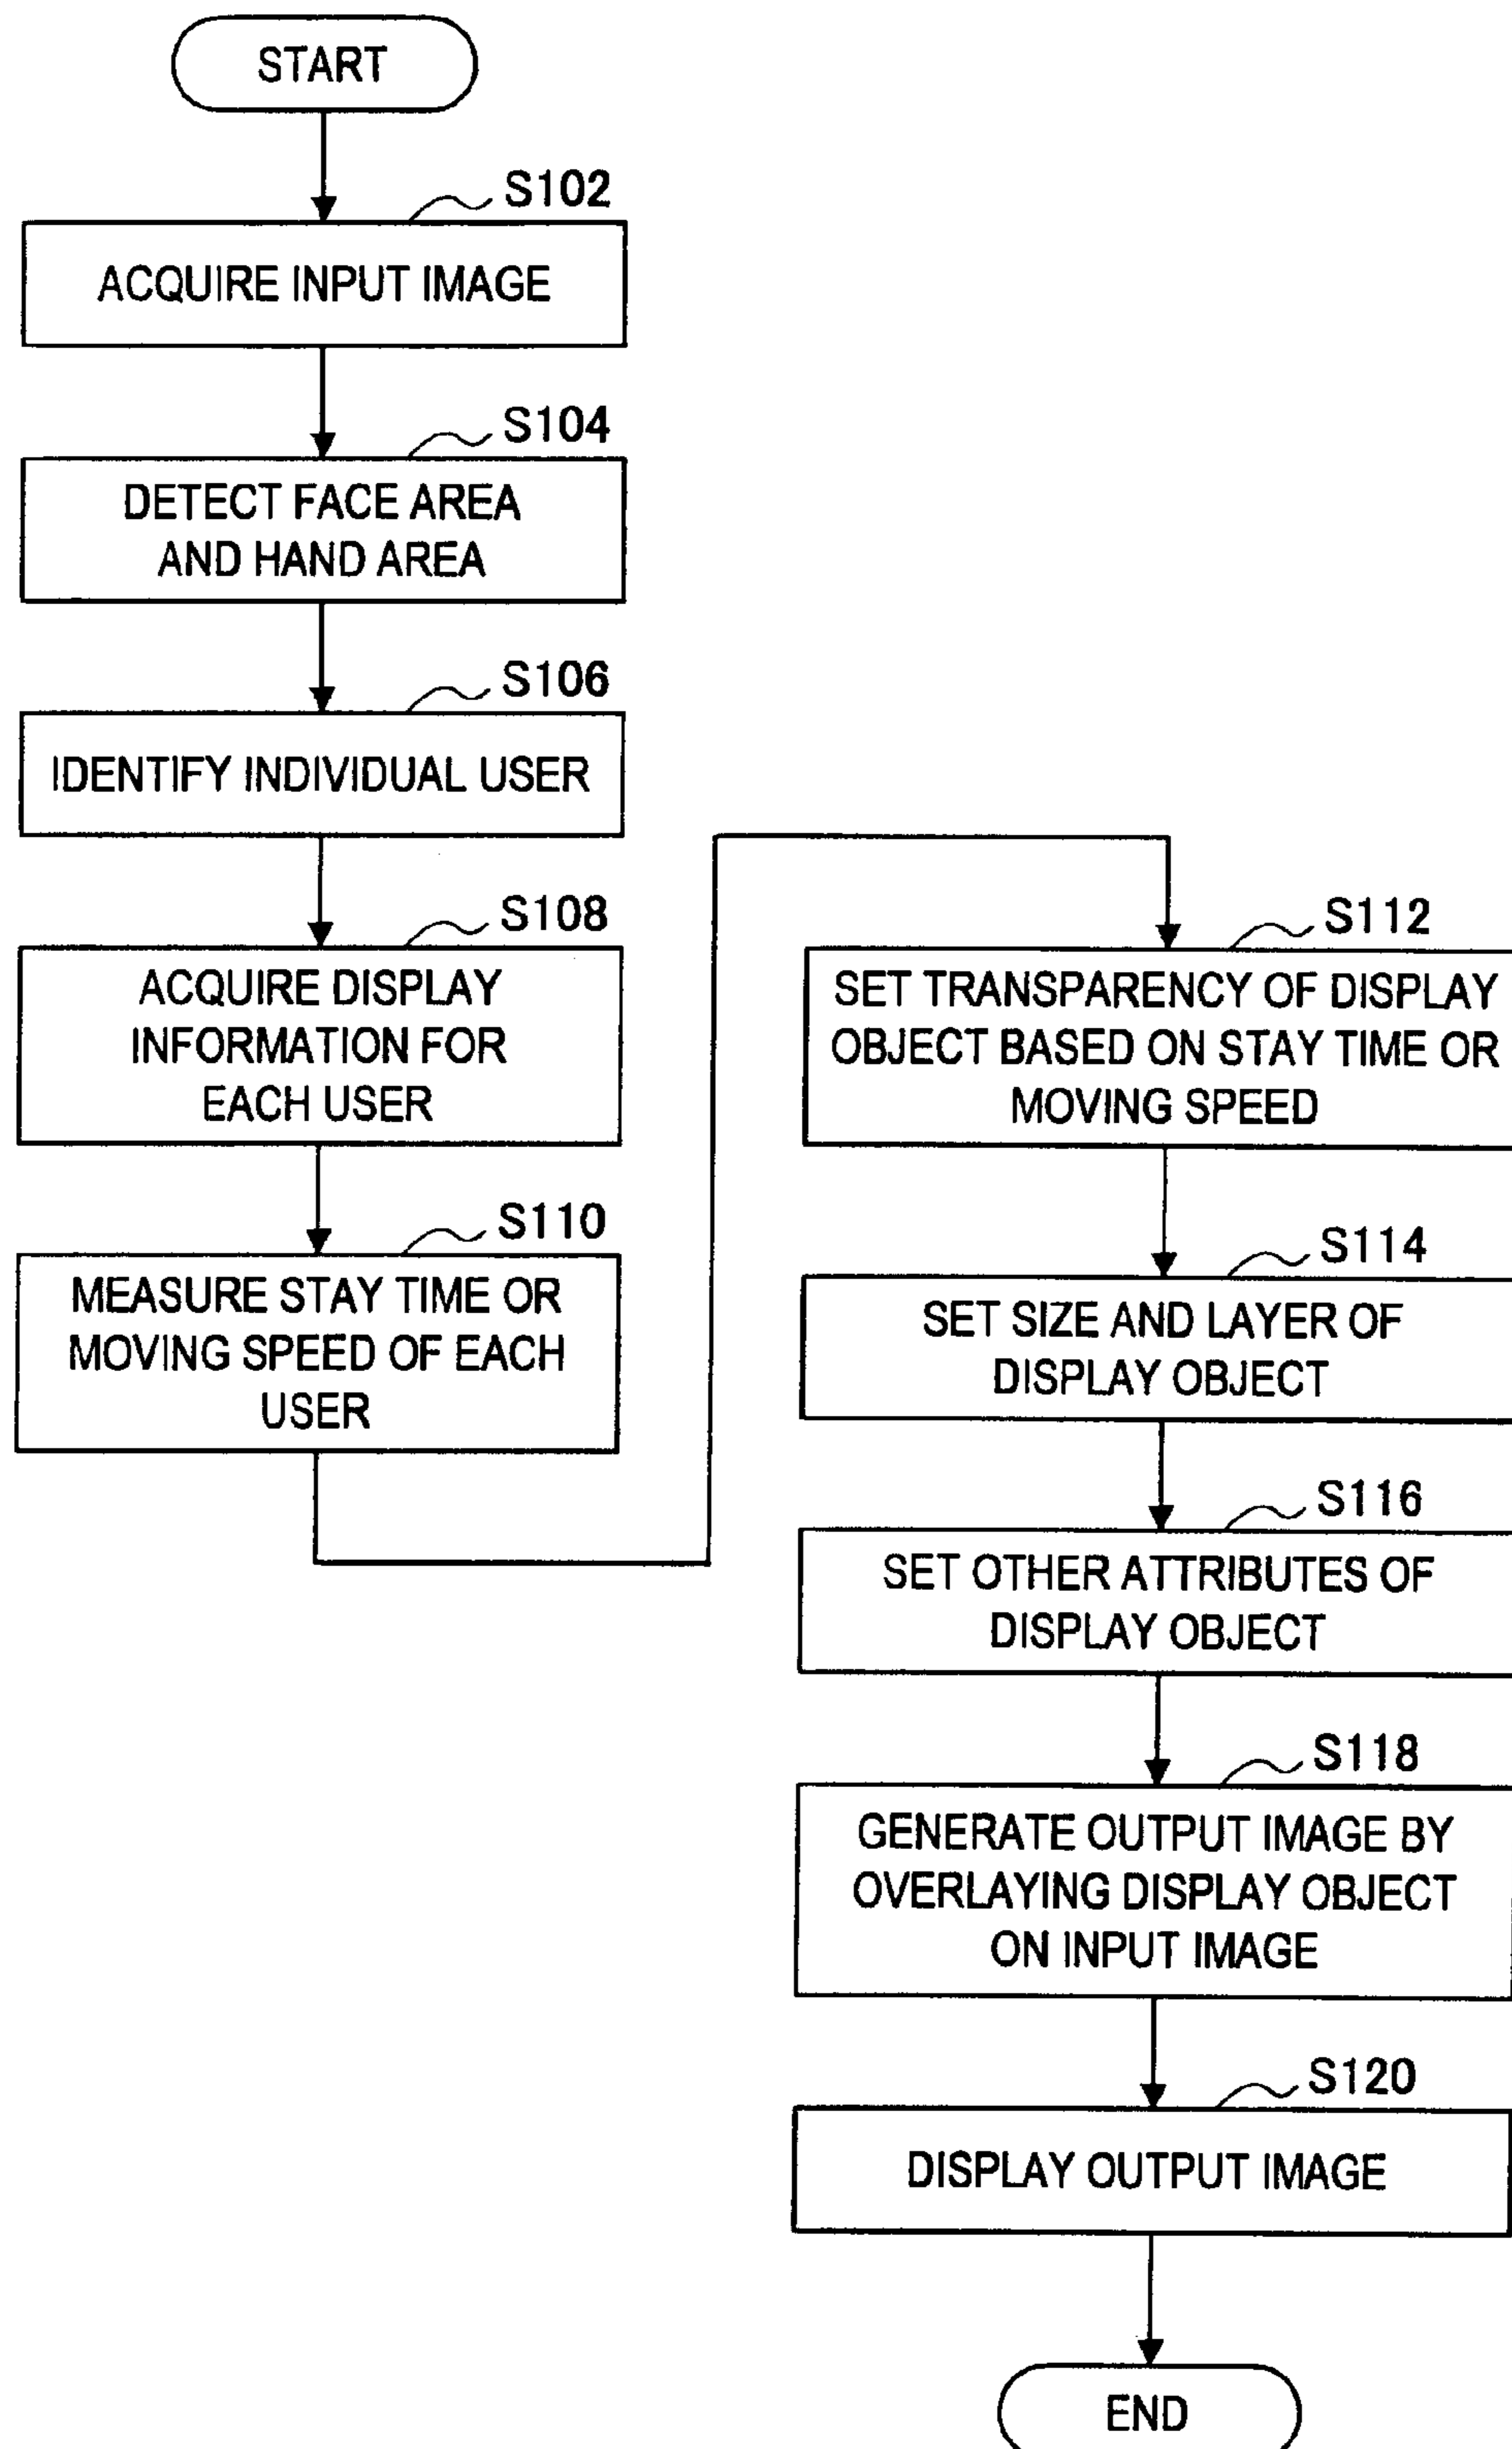 START
S102
ACQUIRE INPUT IMAGE
S104
DETECT FACE AREA
AND HAND AREA
S106
IDENTIFY INDIVIDUAL USER
S108
ACQUIRE DISPLAY
INFORMATION FOR
EACH USER
S110
MEASURE STAY TIME OR
MOVING SPEED OF EACH
USER
S112
SET TRANSPARENCY OF DISPLAY
OBJECT BASED ON STAY TIME OR
MOVING SPEED
S114
SET SIZE AND LAYER OF
DISPLAY OBJECT
S116
SET OTHER ATTRIBUTES OF
DISPLAY OBJECT
S118
GENERATE OUTPUT IMAGE BY
OVERLAYING DISPLAY OBJECT
ON INPUT IMAGE
S120
DISPLAY OUTPUT IMAGE
END